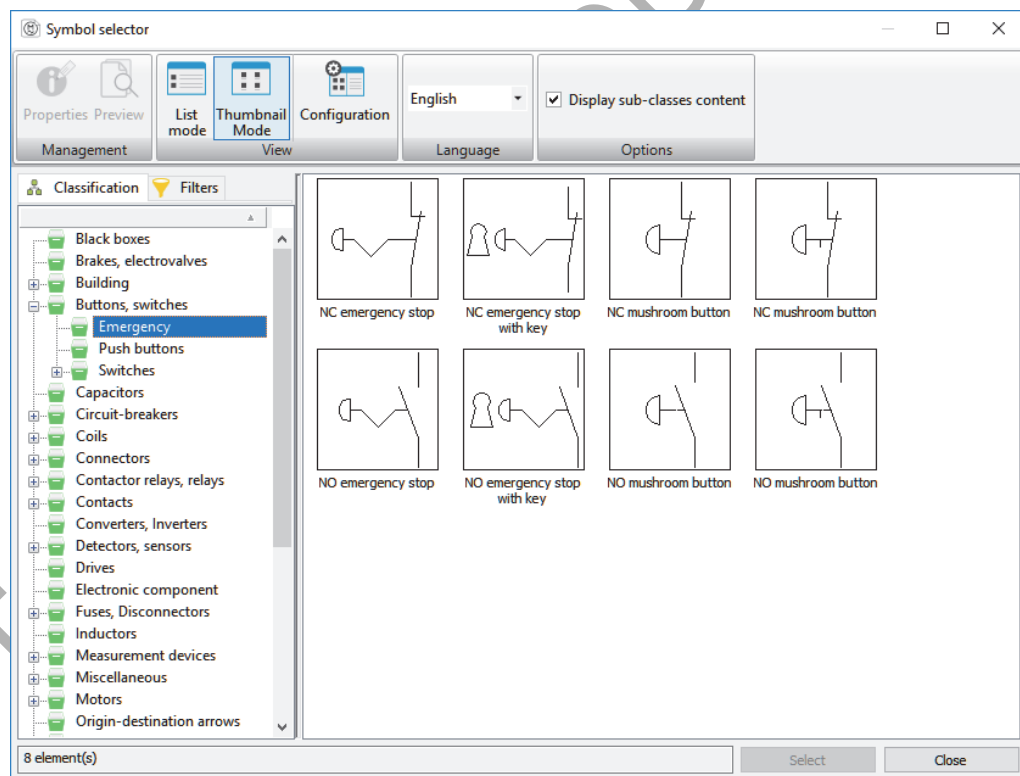 Symbol selector
Properties Preview
List mode
Thumbnail Mode
Configuration
English
Display sub-classes content
Management
View
Language
Options
Classification
Filters
Black boxes
Brakes, electrovalves
Building
Buttons, switches
Emergency
Push buttons
Switches
Capacitors
Circuit-breakers
Coils
Connectors
Contactor relays, relays
Contacts
Converters, Inverters
Detectors, sensors
Drives
Electronic component
Fuses, Disconnectors
Inductors
Measurement devices
Miscellaneous
Motors
Origin-destination arrows
NC emergency stop
NC emergency stop with key
NC mushroom button
NC mushroom button
NO emergency stop
NO emergency stop with key
NO mushroom button
NO mushroom button
8 element(s)
Select
Close